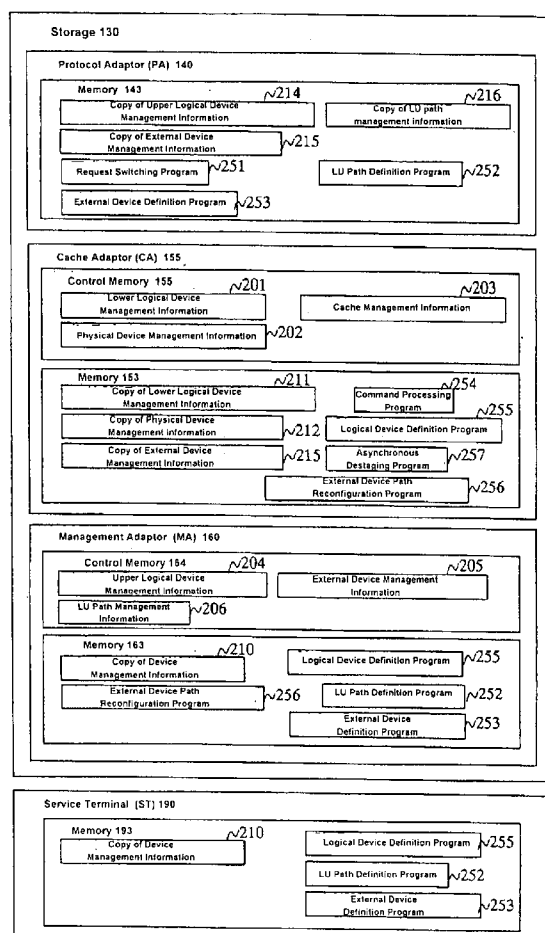 Storage 130
Protocol Adaptor (PA) 140
Memory 143
214
216
Copy of Upper Logical Device
Management Information
Copy of LU path
management information
Copy of External Device
Management Information
215
Request Switching Program
251
LU Path Definition Program
252
External Device Definition Program
253
Cache Adaptor (CA) 155
Control Memory 155
201
203
Lower Logical Device
Management Information
Cache Management Information
Physical Device Management Information
202
Memory 153
211
254
Copy of Lower Logical Device
Management Information
Command Processing
Program
255
Copy of Physical Device
Management Information
212
Logical Device Definition Program
Copy of External Device
Management Information
215
Asynchronous
Destaging Program
257
External Device Path
Reconfiguration Program
256
Management Adaptor (MA) 160
Control Memory 164
204
205
Upper Logical Device
Management Information
External Device Management
Information
LU Path Management
Information
206
Memory 163
210
Copy of Device
Management Information
Logical Device Definition Program
255
External Device Path
Reconfiguration Program
256
LU Path Definition Program
252
External Device
Definition Program
253
Service Terminal (ST) 190
Memory 193
210
Copy of Device
Management Information
Logical Device Definition Program
255
LU Path Definition Program
252
External Device
Definition Program
253